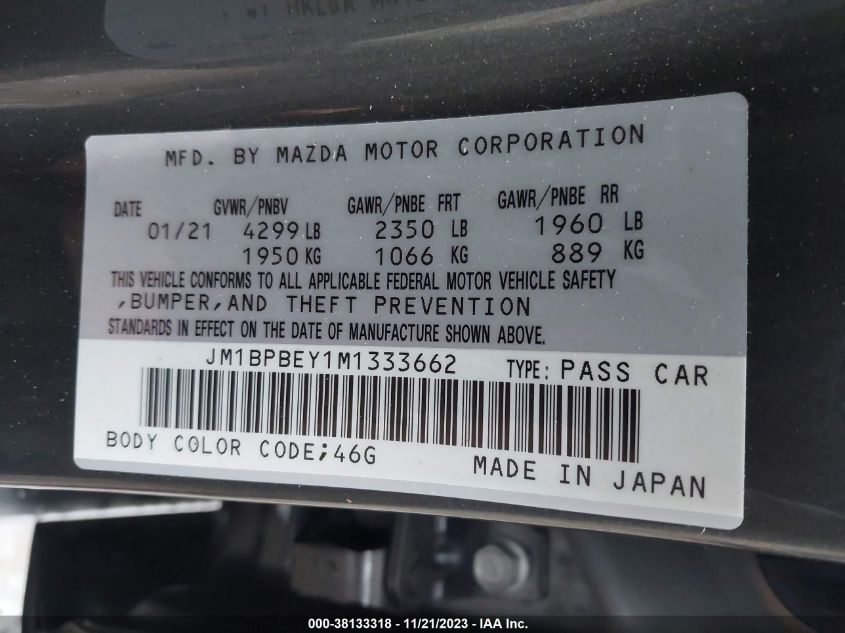 MFD. BY MAZDA MOTOR CORPORATION
DATE GVWR/PNBV GAWR/PNBE FRT GAWR/PNBE RR
01/21 4299 LB 2350 LB 1960 LB
1950 KG 1066 KG 889 KG
THIS VEHICLE CONFORMS TO ALL APPLICABLE FEDERAL MOTOR VEHICLE SAFETY
,BUMPER,AND THEFT PREVENTION
STANDARDS IN EFFECT ON THE DATE OF MANUFACTURE SHOWN ABOVE.
JM1BPBEY1M1333662 TYPE: PASS CAR
BODY COLOR CODE;46G
MADE IN JAPAN
000-38133318 - 11/21/2023 - IAA Inc.